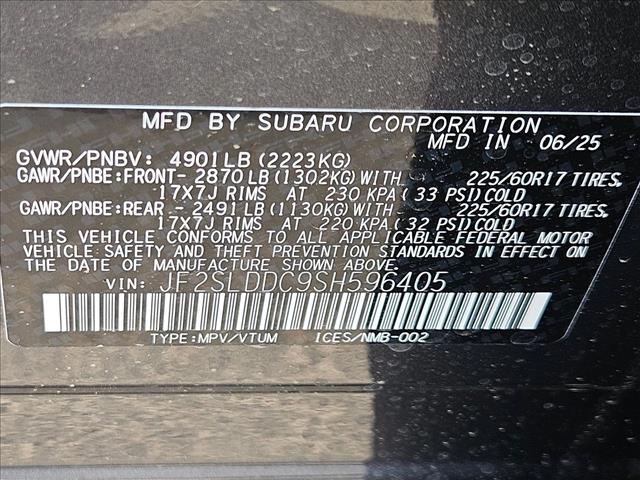 MFD BY SUBARU CORPORATION
MFD IN 06/25
GVWR/PNBV: 4901LB (2223KG)
GAWR/PNBE:FRONT- 2870LB (1302KG)WITH 225/60R17 TIRES,
17X7J RIMS AT 230 KPA (33 PSI)COLD
GAWR/PNBE:REAR - 2491LB (1130KG)WITH 225/60R17 TIRES,
17X7J RIMS AT 220 KPA (32 PSI)COLD
THIS VEHICLE CONFORMS TO ALL APPLICABLE FEDERAL MOTOR
VEHICLE SAFETY AND THEFT PREVENTION STANDARDS IN EFFECT ON
THE DATE OF MANUFACTURE SHOWN ABOVE.
VIN: JF2SLDDC9SH596405
TYPE:MPV/VTUM ICES/NMB-002